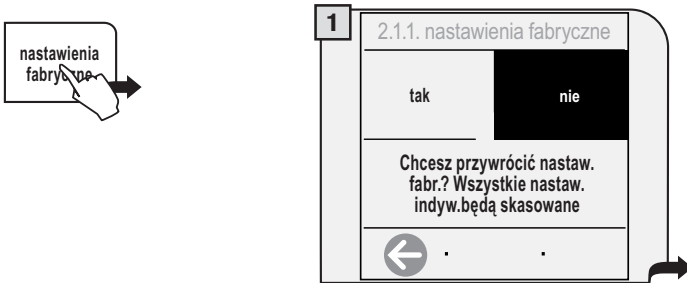 nastawienia
fabryczne
1
2.1.1. nastawienia fabryczne
tak
nie
Chcesz przywrócić nastaw.
fabr.? Wszystkie nastaw.
indyw.będą skasowane